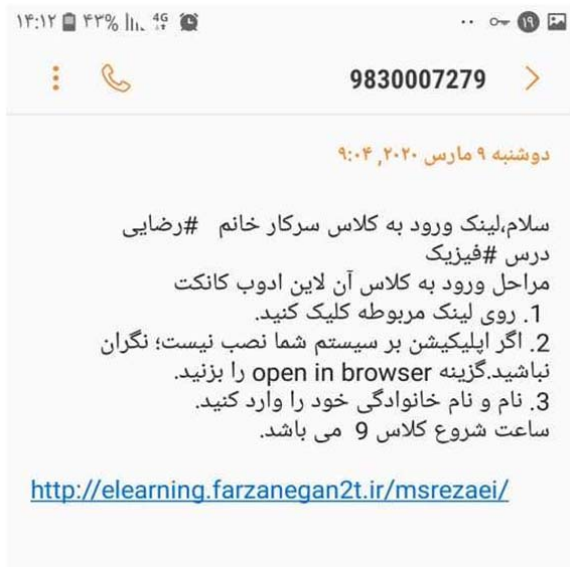 ۱۴:۱۲ ۴۳% 4G ۱۹
9830007279
دوشنبه ۹ مارس ۲۰۲۰, ۹:۰۴
سلام،لینک ورود به کلاس سرکار خانم #رضایی
درس #فیزیک
مراحل ورود به کلاس آن لاین ادوب کانکت
1. روی لینک مربوطه کلیک کنید.
2. اگر اپلیکیشن بر سیستم شما نصب نیست؛ نگران
نباشید.گزینه open in browser را بزنید.
3. نام و نام خانوادگی خود را وارد کنید.
ساعت شروع کلاس 9 می باشد.
http://elearning.farzanegan2t.ir/msrezaei/